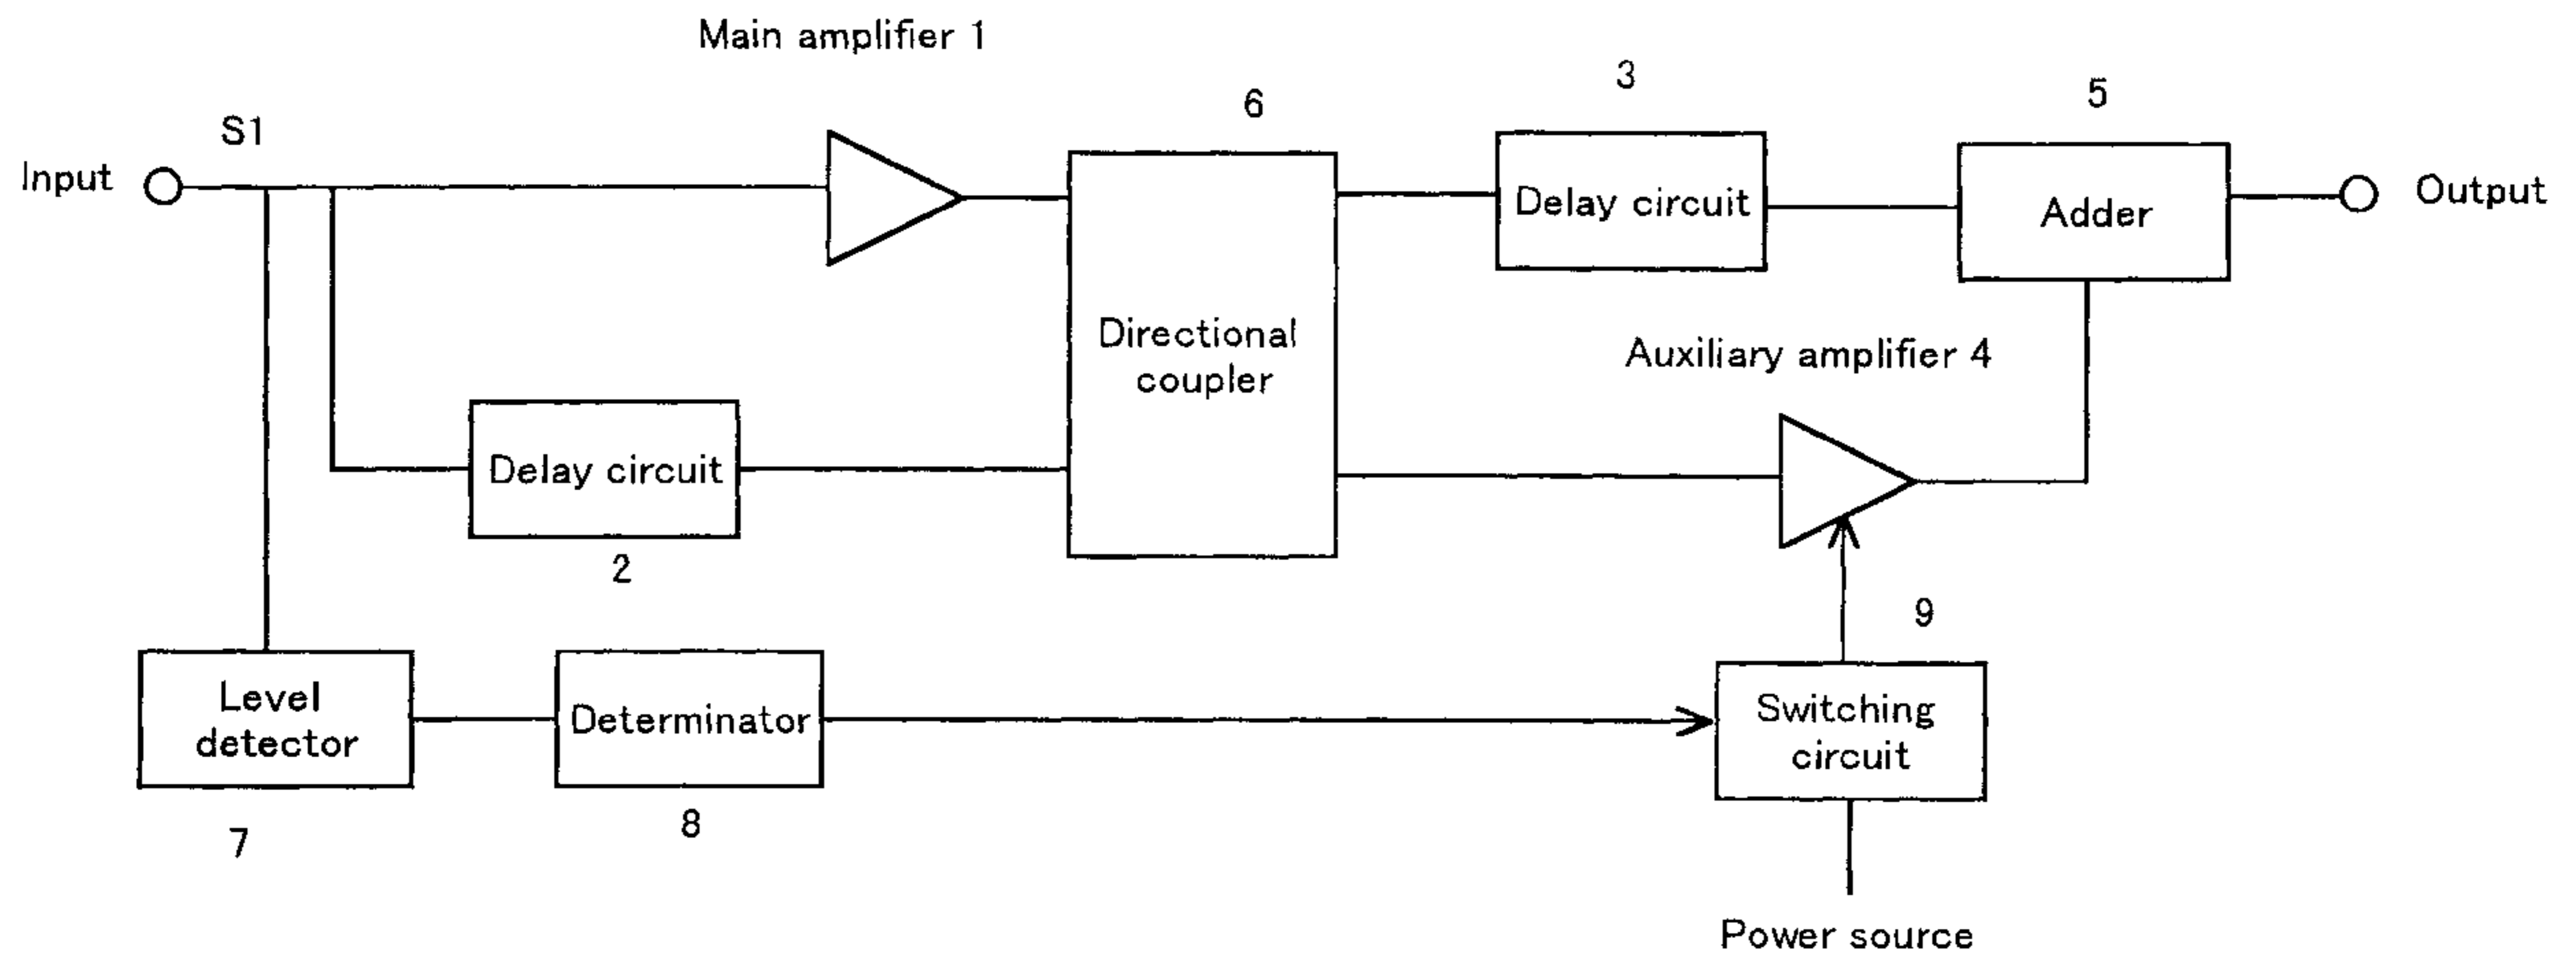 Main amplifier 1
3
5
6
S1
Input
Delay circuit
Adder
Output
Directional
coupler
Auxiliary amplifier 4
Delay circuit
2
9
Level
detector
Determinator
Switching
circuit
7
8
Power source